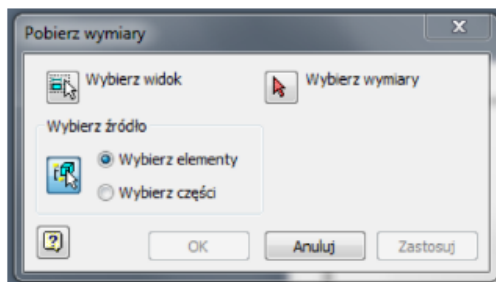 Pobierz wymiary
Wybierz widok
Wybierz wymiary
Wybierz źródło
Wybierz elementy
Wybierz części
OK
Anuluj
Zastosuj